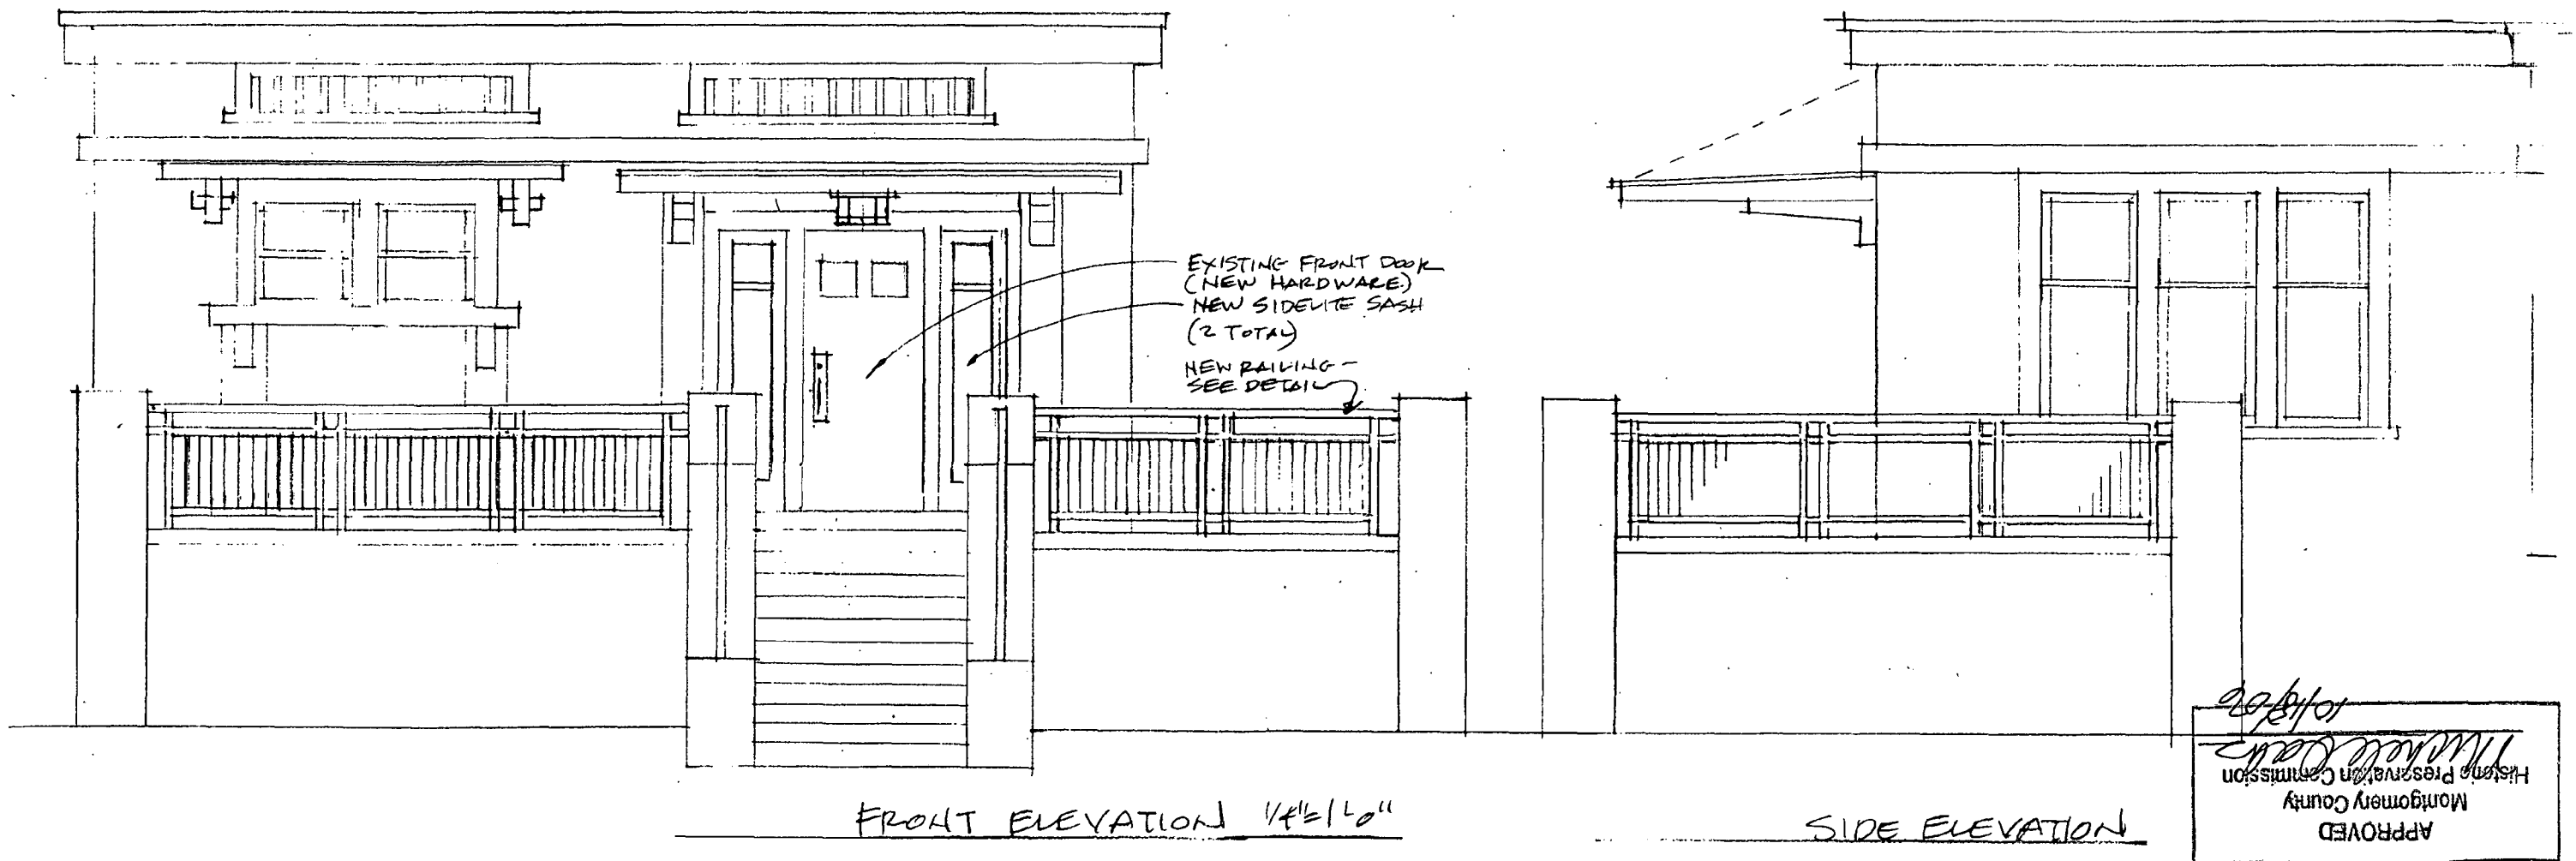 EXISTING FRONT DOOR
(NEW HARDWARE)
NEW SIDELITE SASH
(2 TOTAL)
NEW RAILING -
SEE DETAIL
FRONT ELEVATION 1/4"=1'-0"
SIDE ELEVATION
APPROVED
Montgomery County
Historic Preservation Commission